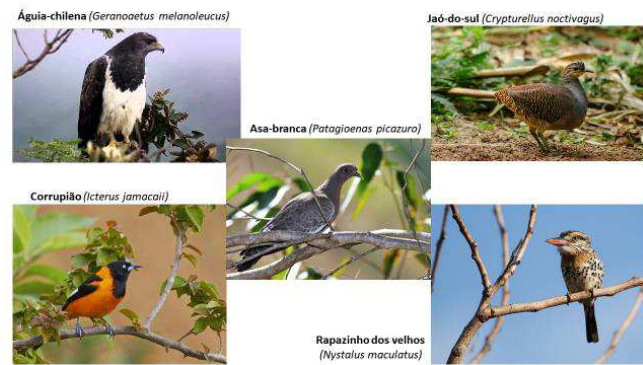 Águia-chilena (Geranoaetus melanoleucus)
Jaó-do-sul (Crypturellus noctivagus)
Asa-branca (Patagioenas picazuro)
Corrupião (Icterus jamacaii)
Rapazinho dos velhos
(Nystalus maculatus)